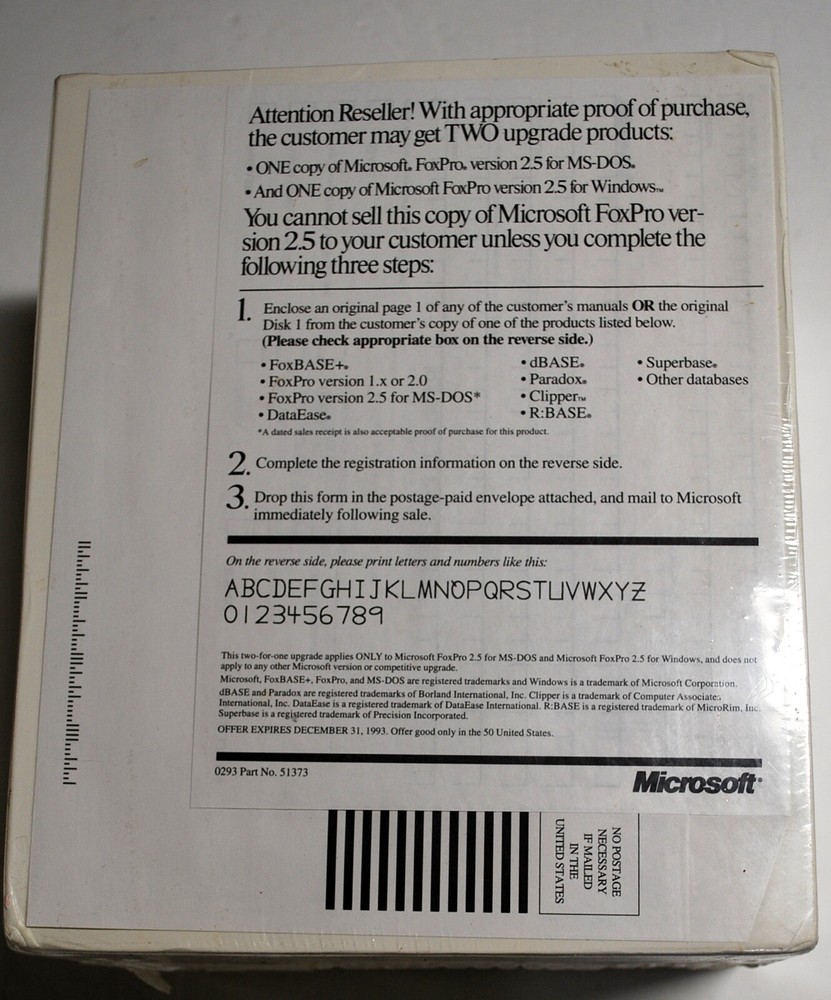 Attention Reseller! With appropriate proof of purchase,
the customer may get TWO upgrade products:
• ONE copy of Microsoft® FoxPro® version 2.5 for MS-DOS®.
• And ONE copy of Microsoft FoxPro version 2.5 for Windows™.
You cannot sell this copy of Microsoft FoxPro ver-
sion 2.5 to your customer unless you complete the
following three steps:
1. Enclose an original page 1 of any of the customer's manuals OR the original
Disk 1 from the customer's copy of one of the products listed below.
(Please check appropriate box on the reverse side.)
• FoxBASE+® • dBASE® • Superbase®
• FoxPro version 1.x or 2.0 • Paradox® • Other databases
• FoxPro version 2.5 for MS-DOS* • Clipper™
• DataEase® • R:BASE®
*A dated sales receipt is also acceptable proof of purchase for this product.
2. Complete the registration information on the reverse side.
3. Drop this form in the postage-paid envelope attached, and mail to Microsoft
immediately following sale.
On the reverse side, please print letters and numbers like this:
ABCDEFGHIJKLMNOPQRSTUVWXYZ
0123456789
This two-for-one upgrade applies ONLY to Microsoft FoxPro 2.5 for MS-DOS and Microsoft FoxPro 2.5 for Windows, and does not
apply to any other Microsoft version or competitive upgrade.
Microsoft, FoxBASE+, FoxPro, and MS-DOS are registered trademarks and Windows is a trademark of Microsoft Corporation.
dBASE and Paradox are registered trademarks of Borland International, Inc. Clipper is a trademark of Computer Associates
International, Inc. DataEase is a registered trademark of DataEase International. R:BASE is a registered trademark of MicroRim, Inc.
Superbase is a registered trademark of Precision Incorporated.
OFFER EXPIRES DECEMBER 31, 1993. Offer good only in the 50 United States.
0293 Part No. 51373
Microsoft®
NO POSTAGE
NECESSARY
IF MAILED
IN THE
UNITED STATES